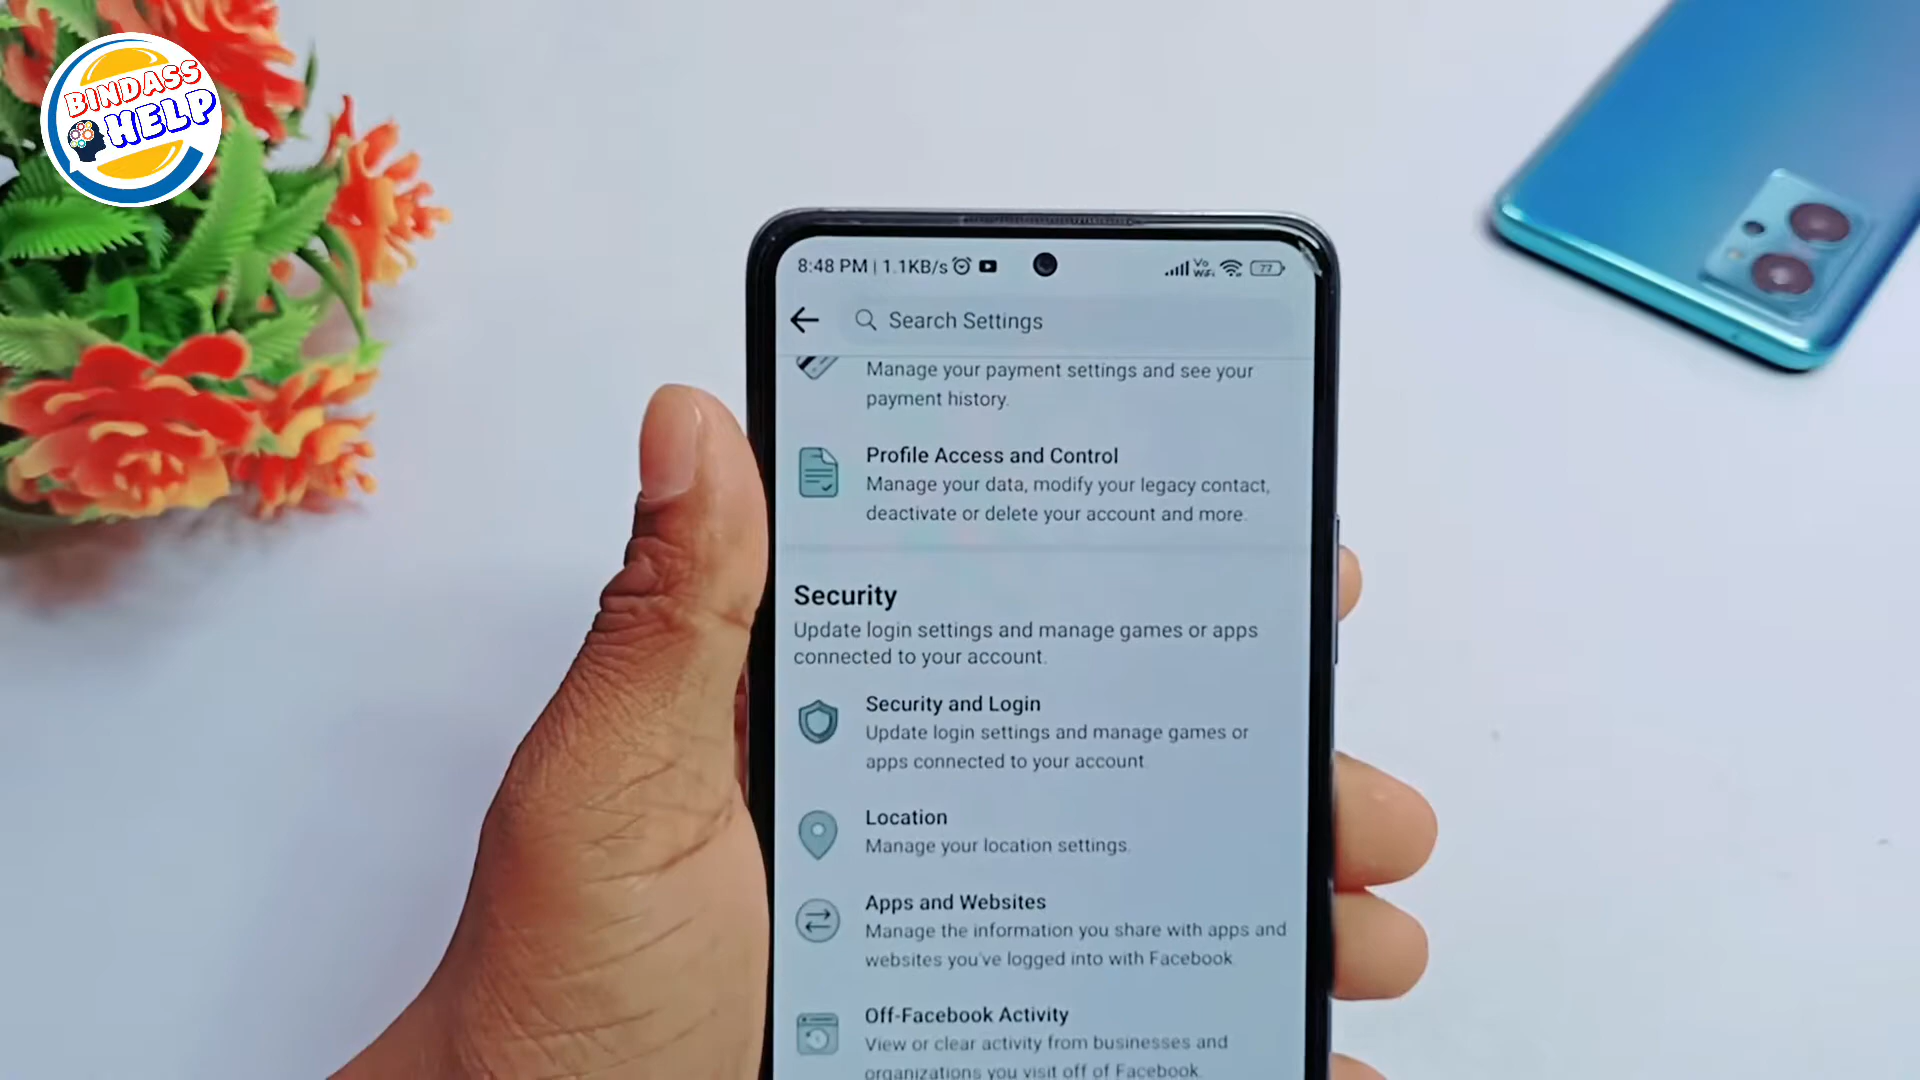 BINDASS
HELP
8:48 PM | 1.1KB/s
Vo
WiFi
77
Search Settings
Manage your payment settings and see your
payment history.
Profile Access and Control
Manage your data, modify your legacy contact,
deactivate or delete your account and more.
Security
Update login settings and manage games or apps
connected to your account.
Security and Login
Update login settings and manage games or
apps connected to your account
Location
Manage your location settings.
Apps and Websites
Manage the information you share with apps and
websites you've logged into with Facebook
Off-Facebook Activity
View or clear activity from businesses and
organizations you visit off of Facebook.